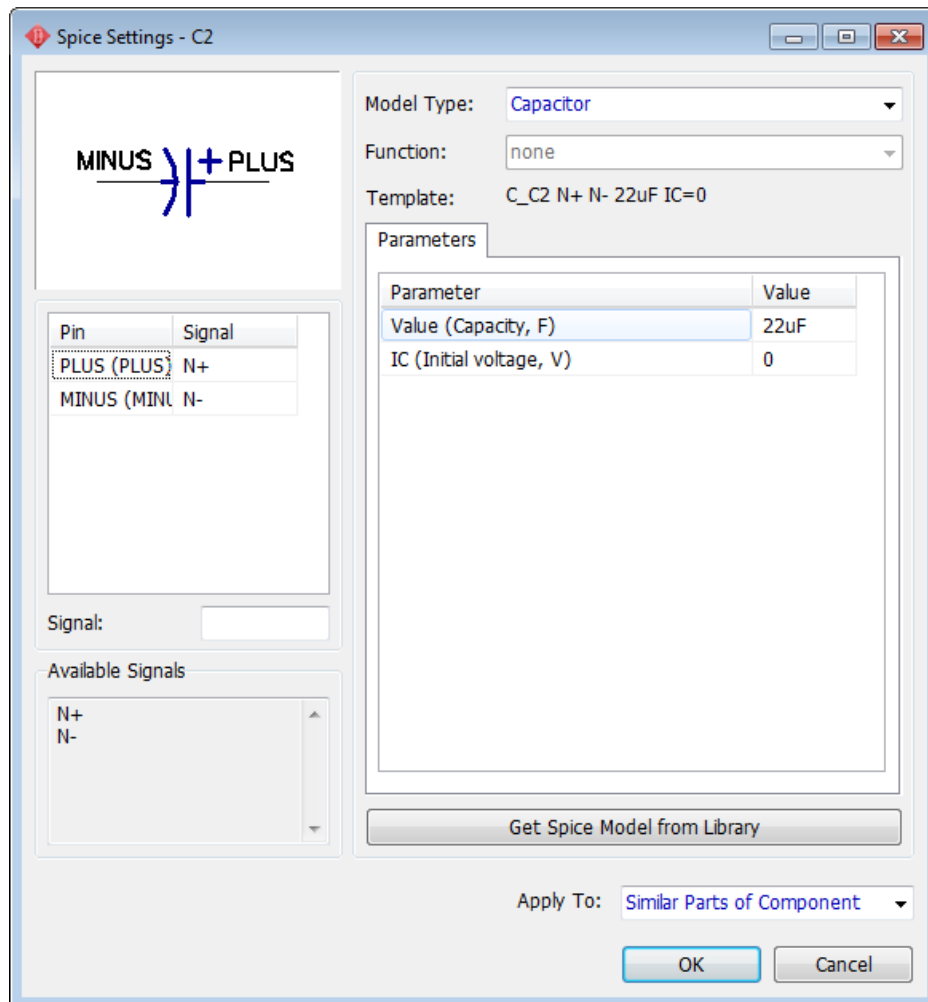 Spice Settings - C2
MINUS + PLUS
Model Type: Capacitor
Function: none
Template: C_C2 N+ N- 22uF IC=0
Parameters
Parameter Value
Value (Capacity, F) 22uF
IC (Initial voltage, V) 0
Pin Signal
PLUS (PLUS) N+
MINUS (MINU N-
Signal:
Available Signals
N+
N-
Get Spice Model from Library
Apply To: Similar Parts of Component
OK Cancel